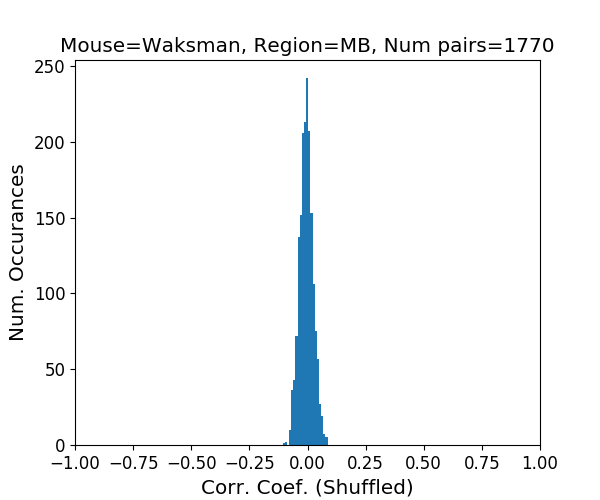 Mouse=Waksman, Region=MB, Num pairs=1770
250
200
150
100
50
0
Num. Occurances
−1.00 −0.75 −0.50 −0.25 0.00 0.25 0.50 0.75 1.00
Corr. Coef. (Shuffled)